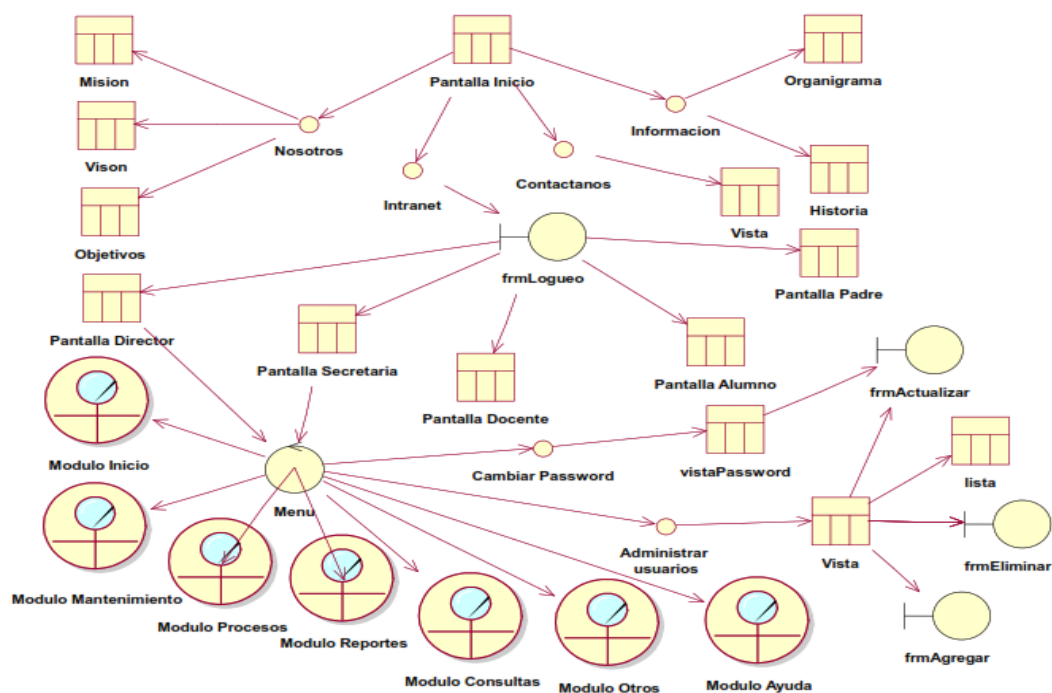 Mision
Pantalla Inicio
Organigrama
Vison
Nosotros
Informacion
Intranet
Contactanos
Vista
Historia
Objetivos
frmLogueo
Pantalla Padre
Pantalla Director
Pantalla Secretaria
Pantalla Docente
Pantalla Alumno
frmActualizar
Modulo Inicio
Menu
Cambiar Password
vistaPassword
lista
Modulo Mantenimiento
Modulo Procesos
Modulo Reportes
Administrar
usuarios
Vista
frmEliminar
Modulo Consultas
Modulo Otros
Modulo Ayuda
frmAgregar